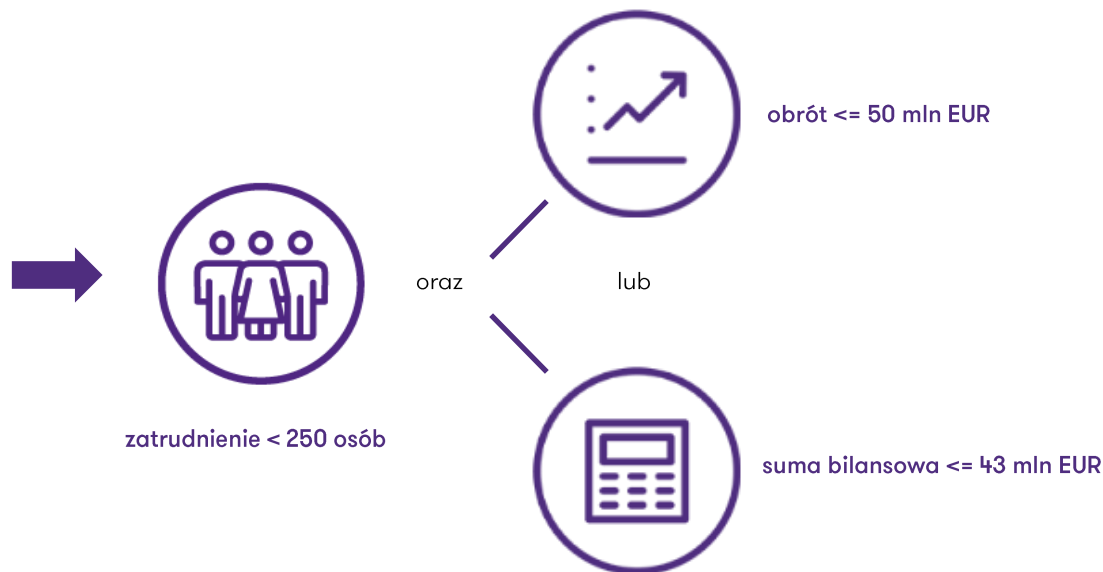 obrót <= 50 mln EUR
oraz
lub
zatrudnienie < 250 osób
suma bilansowa <= 43 mln EUR